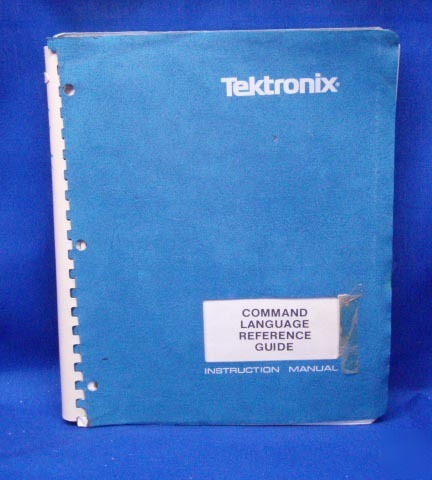 Tektronix
COMMAND
LANGUAGE
REFERENCE
GUIDE
INSTRUCTION MANUAL